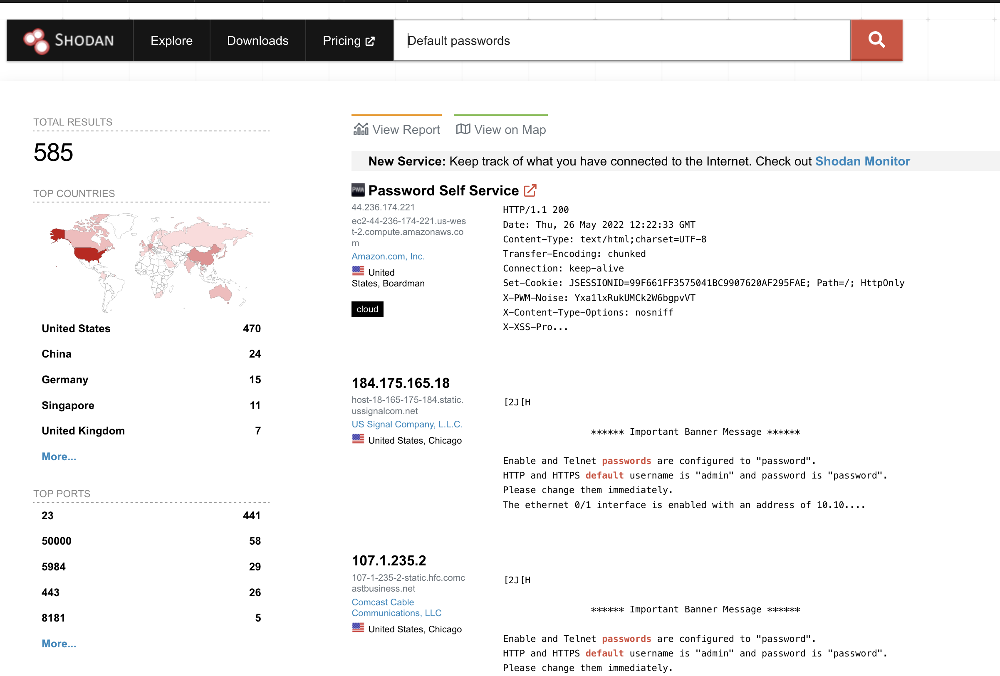 SHODAN Explore Downloads Pricing Default passwords
TOTAL RESULTS
585
TOP COUNTRIES
United States 470
China 24
Germany 15
Singapore 11
United Kingdom 7
More...
TOP PORTS
23 441
50000 58
5984 29
443 26
8181 5
More...
View Report View on Map
New Service: Keep track of what you have connected to the Internet. Check out Shodan Monitor
PWM Password Self Service
44.236.174.221
ec2-44-236-174-221.us-wes
t-2.compute.amazonaws.co
m
Amazon.com, Inc.
United
States, Boardman
cloud
HTTP/1.1 200
Date: Thu, 26 May 2022 12:22:33 GMT
Content-Type: text/html;charset=UTF-8
Transfer-Encoding: chunked
Connection: keep-alive
Set-Cookie: JSESSIONID=99F661FF3575041BC9907620AF295FAE; Path=/; HttpOnly
X-PWM-Noise: Yxa1lxRukUMCk2W6bgpvVT
X-Content-Type-Options: nosniff
X-XSS-Pro...
184.175.165.18
host-18-165-175-184.static.
ussignalcom.net
US Signal Company, L.L.C.
United States, Chicago
[2J[H
****** Important Banner Message ******
Enable and Telnet passwords are configured to "password".
HTTP and HTTPS default username is "admin" and password is "password".
Please change them immediately.
The ethernet 0/1 interface is enabled with an address of 10.10....
107.1.235.2
107-1-235-2-static.hfc.comc
astbusiness.net
Comcast Cable
Communications, LLC
United States, Chicago
[2J[H
****** Important Banner Message ******
Enable and Telnet passwords are configured to "password".
HTTP and HTTPS default username is "admin" and password is "password".
Please change them immediately.